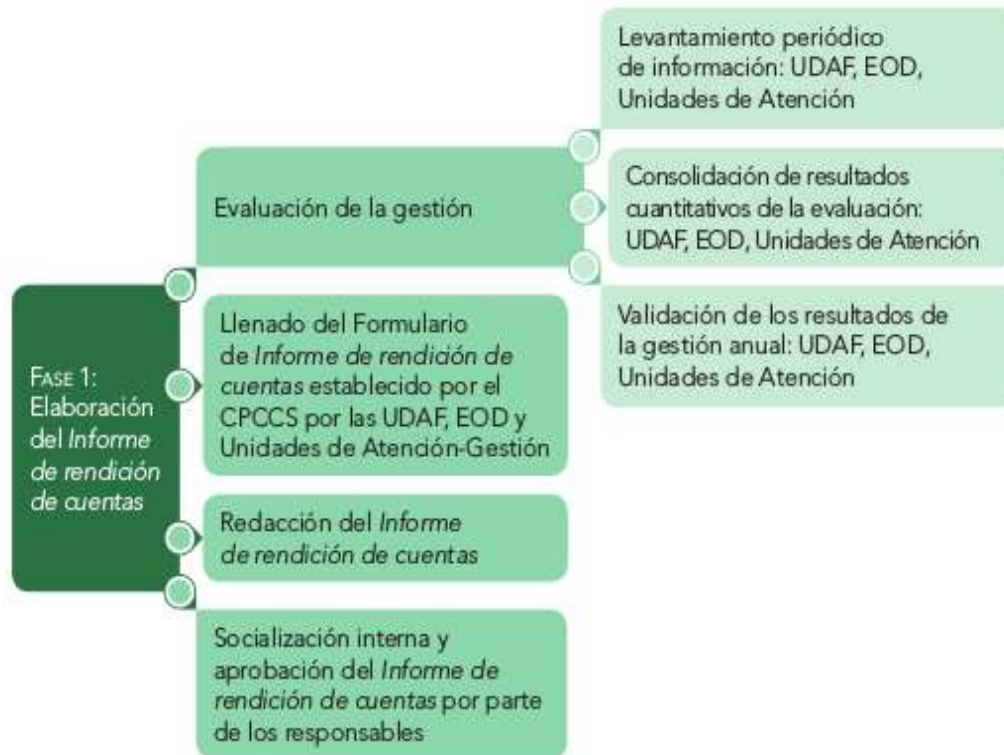 FASE 1:
Elaboración
del Informe
de rendición
de cuentas
Evaluación de la gestión
Levantamiento periódico
de información: UDAF, EOD,
Unidades de Atención
Consolidación de resultados
cuantitativos de la evaluación:
UDAF, EOD, Unidades de Atención
Validación de los resultados de
la gestión anual: UDAF, EOD,
Unidades de Atención
Llenado del Formulario
de Informe de rendición de
cuentas establecido por el
CPCCS por las UDAF, EOD y
Unidades de Atención-Gestión
Redacción del Informe
de rendición de cuentas
Socialización interna y
aprobación del Informe de
rendición de cuentas por parte
de los responsables